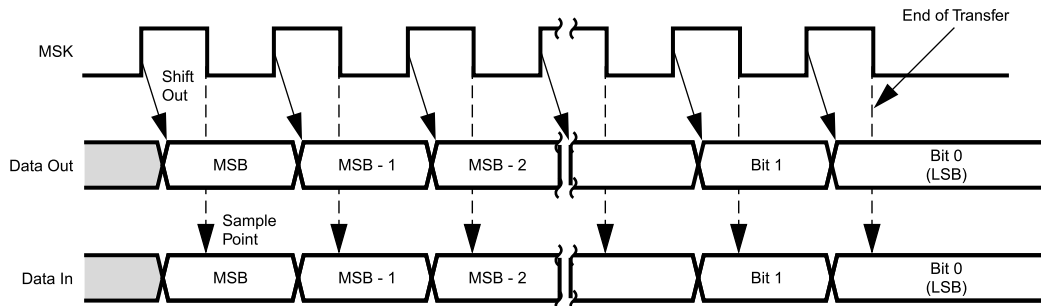 End of Transfer
MSK
Shift
Out
Data Out
MSB
MSB - 1
MSB - 2
Bit 1
Bit 0
(LSB)
Sample
Point
Data In
MSB
MSB - 1
MSB - 2
Bit 1
Bit 0
(LSB)